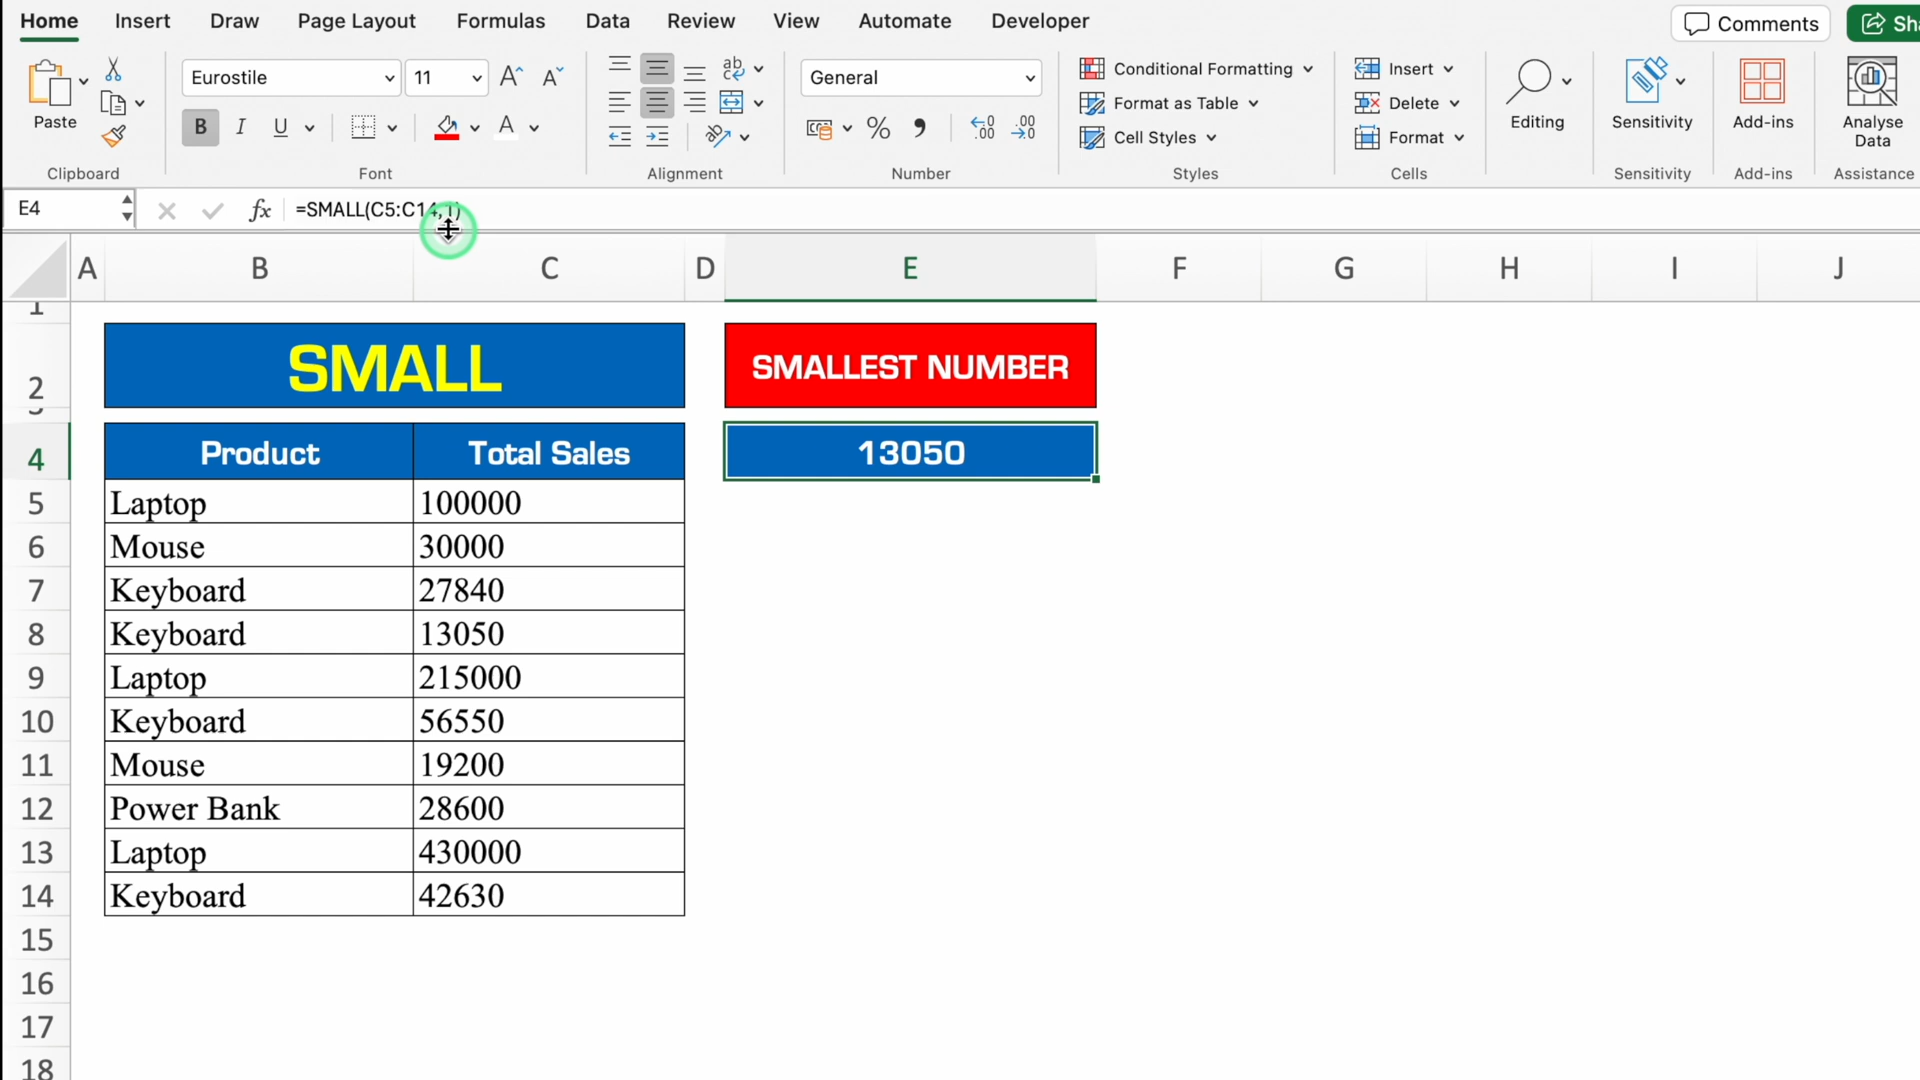 Home Insert Draw Page Layout Formulas Data Review View Automate Developer Comments
Eurostile 11 General Conditional Formatting Insert
Format as Table Delete
Paste Editing Sensitivity Add-ins Analyse Data
B I U A Cell Styles Format
Clipboard Font Alignment Number Styles Cells Sensitivity Add-ins Assistance
E4 fx =SMALL(C5:C14,1)
A B C D E F G H I J
1
2 SMALL SMALLEST NUMBER
4 Product Total Sales 13050
5 Laptop 100000
6 Mouse 30000
7 Keyboard 27840
8 Keyboard 13050
9 Laptop 215000
10 Keyboard 56550
11 Mouse 19200
12 Power Bank 28600
13 Laptop 430000
14 Keyboard 42630
15
16
17
18